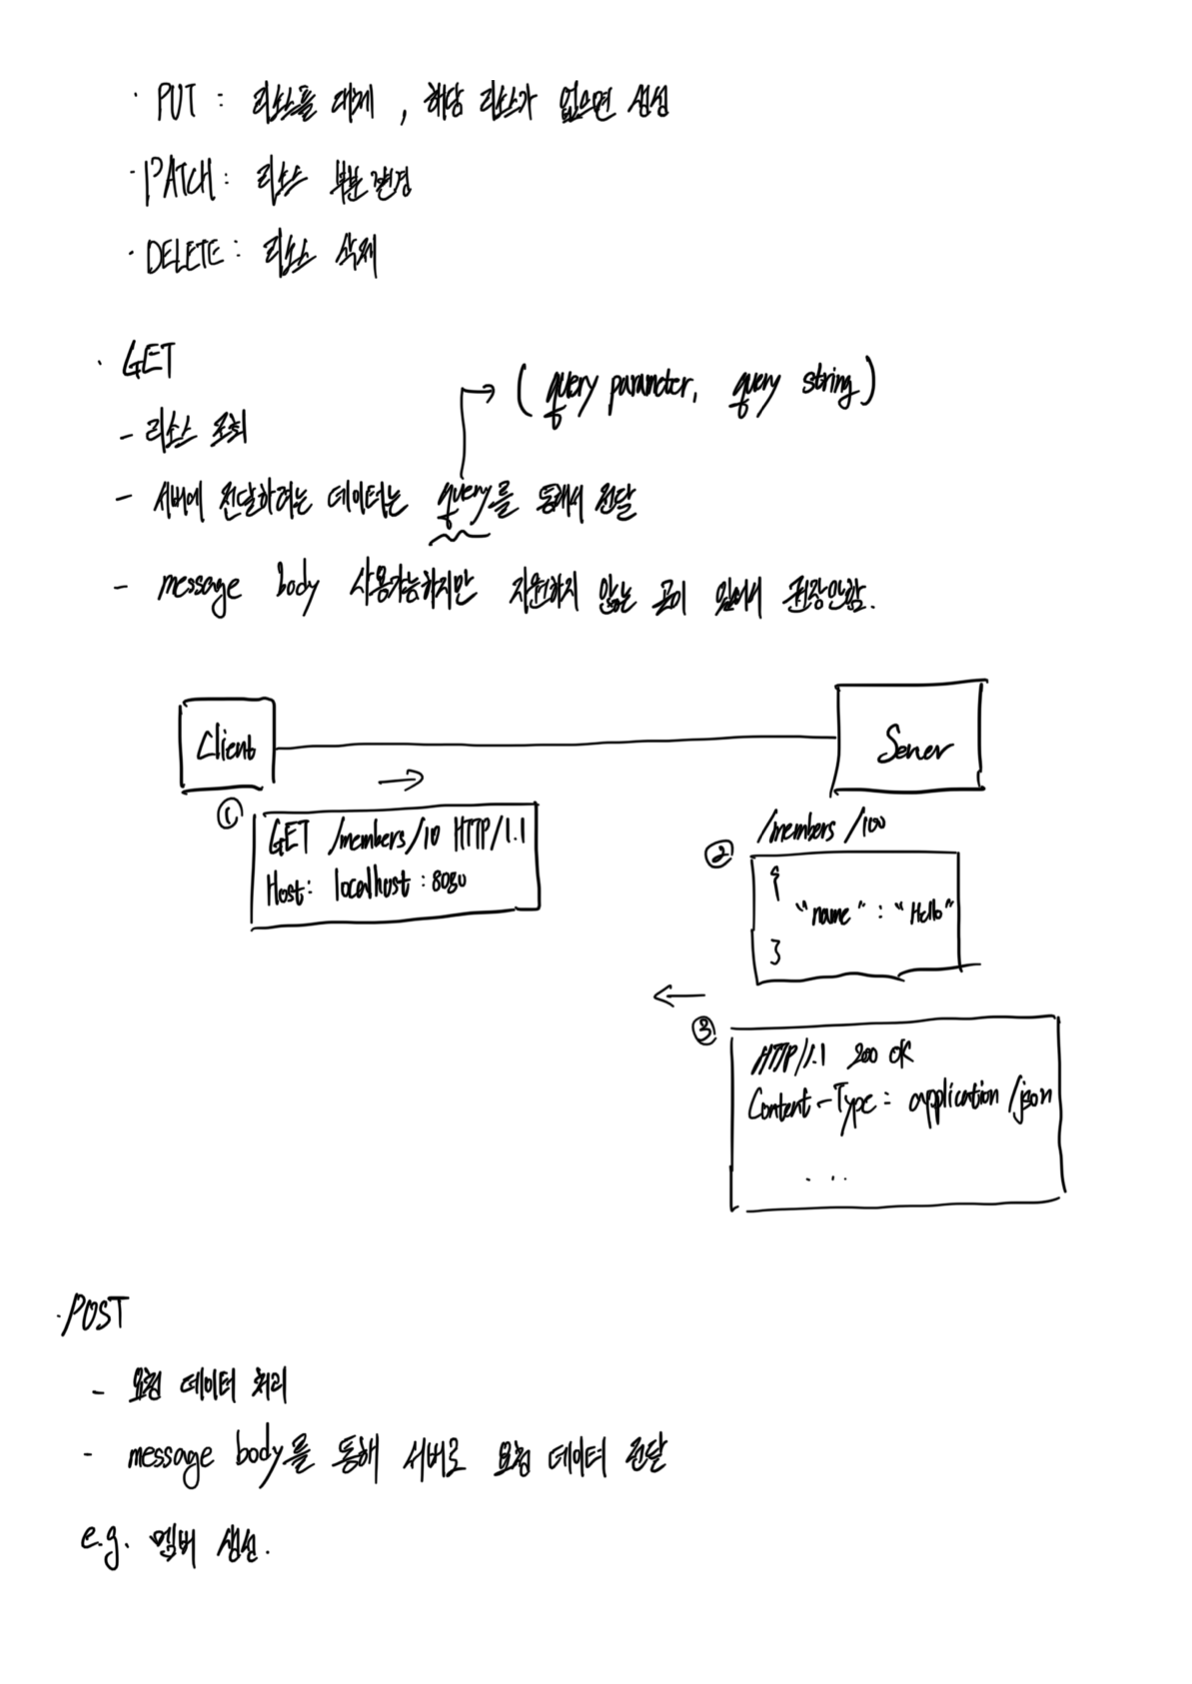 · PUT : 리소스를 대체 , 해당 리소스가 없으면 생성
· PATCH : 리소스 부분 변경
· DELETE : 리소스 삭제
· GET
( query parameter, query string )
- 리소스 조회
- 서버에 전달하려는 데이터는 query를 통해서 전달
- message body 사용가능하지만 지원하지 않는 곳이 있어서 권장안함.
Client
Server
①
GET /members/10 HTTP/1.1
Host : localhost : 8080
/members /100
②
{
"name" : "Hello"
}
③
HTTP/1.1 200 OK
Content-Type : application /json
...
· POST
- 요청 데이터 처리
- message body를 통해 서버로 요청 데이터 전달
e.g. 멤버 생성.